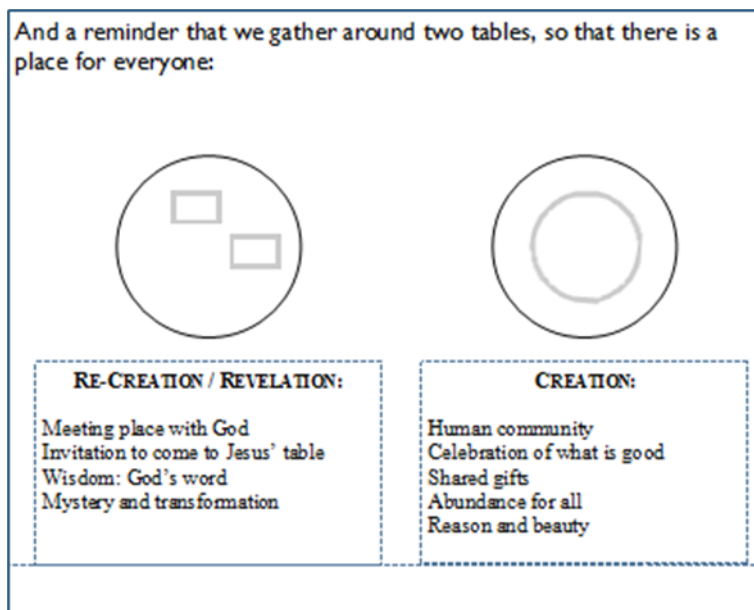 And a reminder that we gather around two tables, so that there is a
place for everyone:
RE-CREATION / REVELATION:
Meeting place with God
Invitation to come to Jesus’ table
Wisdom: God’s word
Mystery and transformation
CREATION:
Human community
Celebration of what is good
Shared gifts
Abundance for all
Reason and beauty